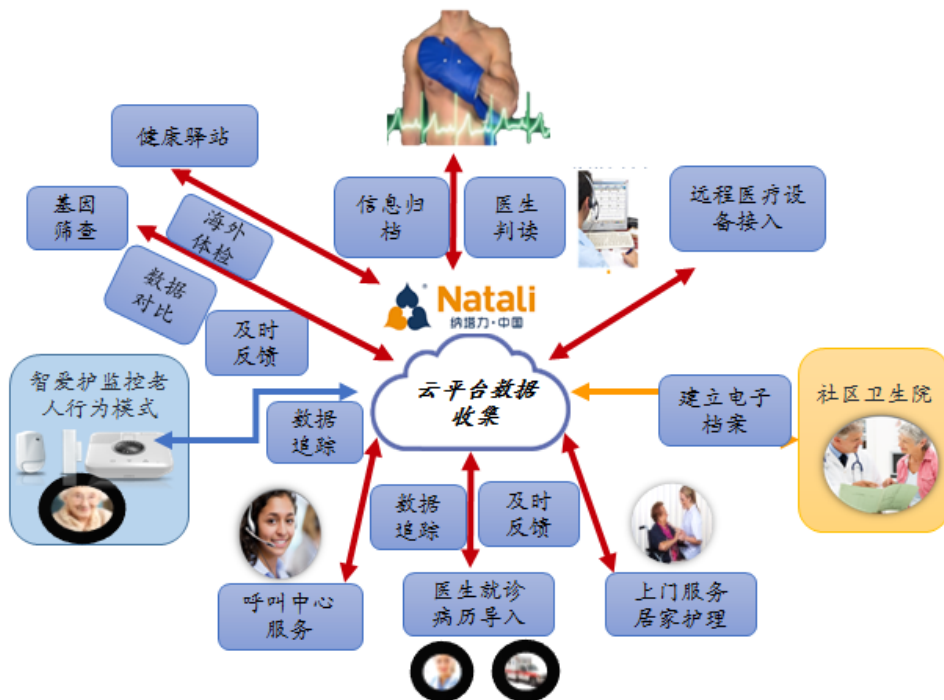 健康驿站
基因
筛查
海外
体检
数据
对比
及时
反馈
信息归
档
医生
判读
远程医疗设
备接入
®
Natali
纳塔力·中国
云平台数据
收集
智爱护监控老
人行为模式
数据
追踪
建立电子
档案
社区卫生院
数据
追踪
及时
反馈
呼叫中心
服务
医生就诊
病历导入
上门服务
居家护理